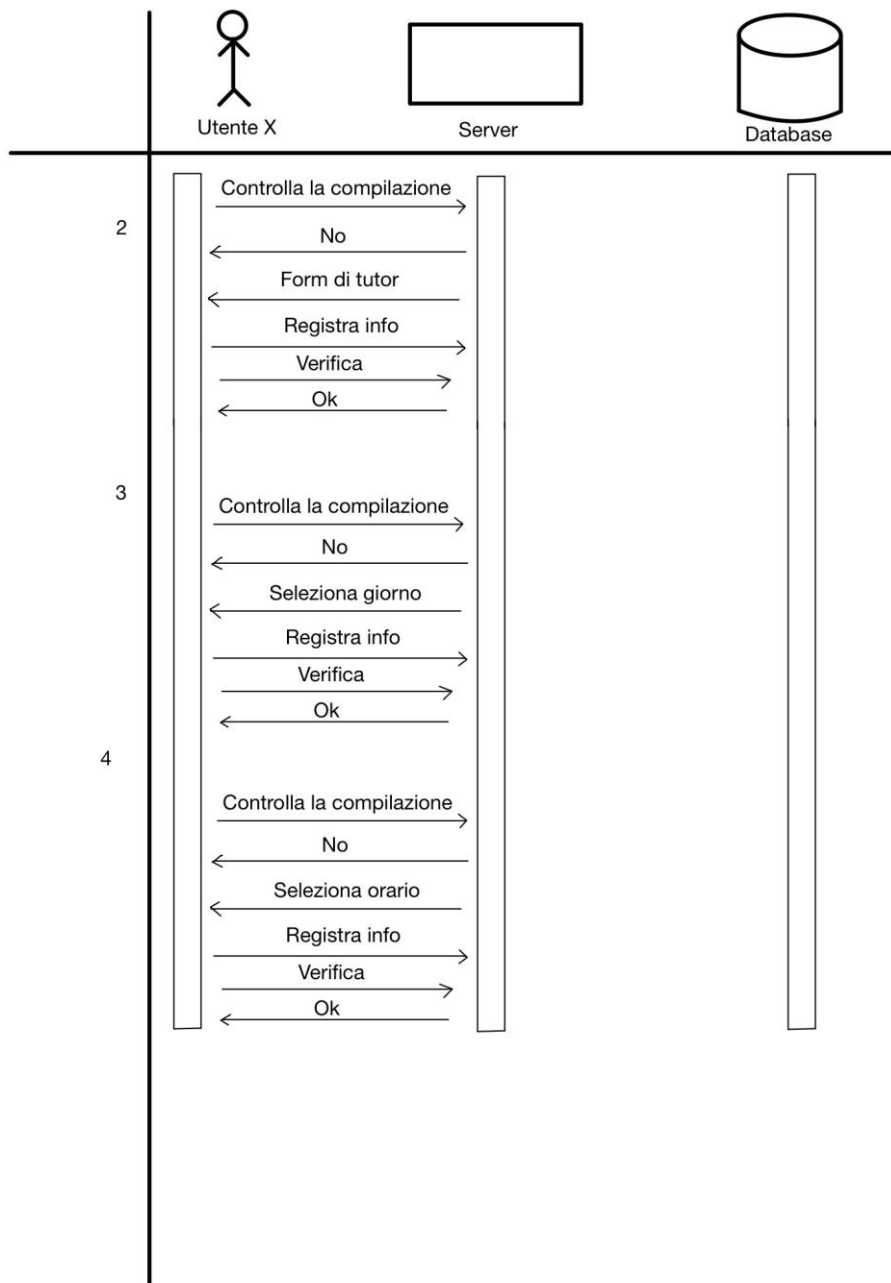 Utente X
Server
Database
Controlla la compilazione
2
No
Form di tutor
Registra info
Verifica
Ok
3
Controlla la compilazione
No
Seleziona giorno
Registra info
Verifica
Ok
4
Controlla la compilazione
No
Seleziona orario
Registra info
Verifica
Ok